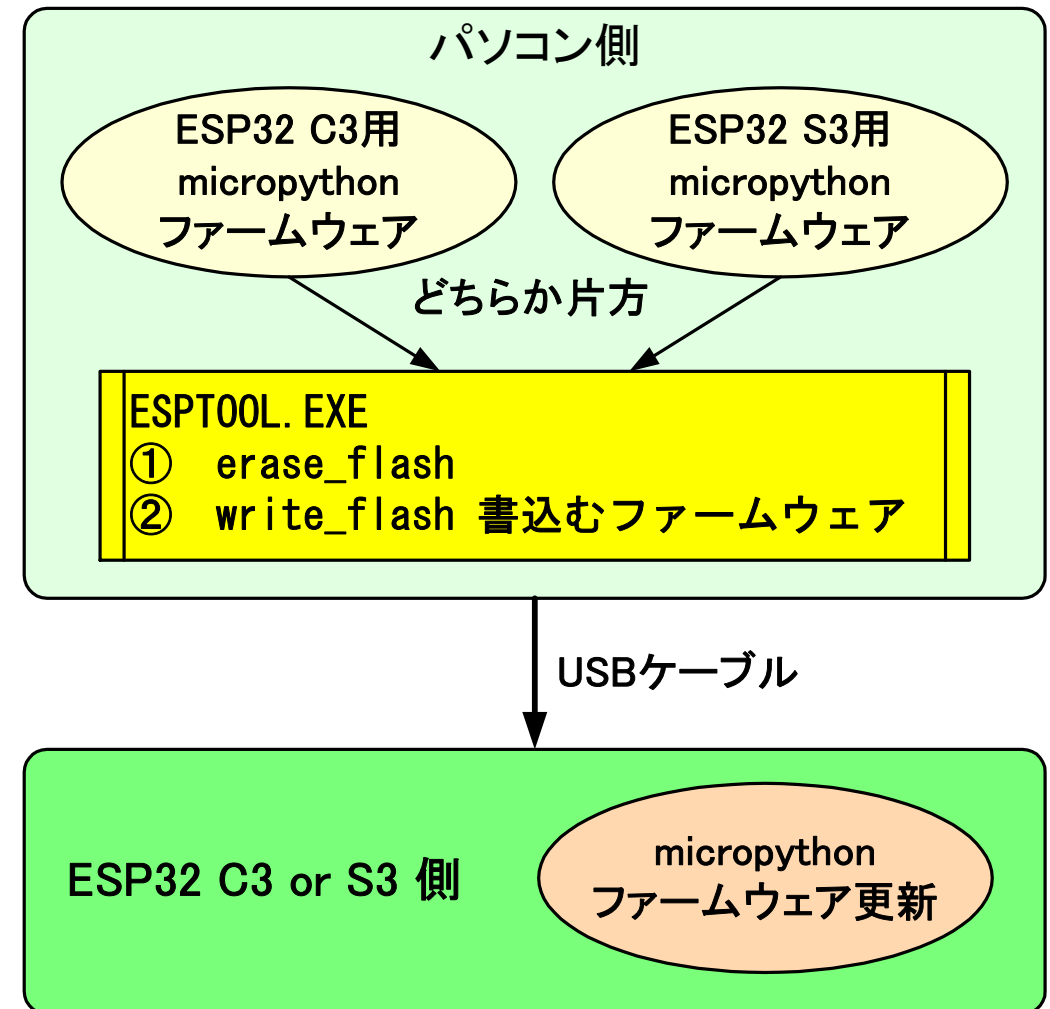 パソコン側
ESP32 C3用
micropython
ファームウェア
ESP32 S3用
micropython
ファームウェア
どちらか片方
ESPTOOL.EXE
① erase_flash
② write_flash 書込むファームウェア
USBケーブル
ESP32 C3 or S3 側
micropython
ファームウェア更新